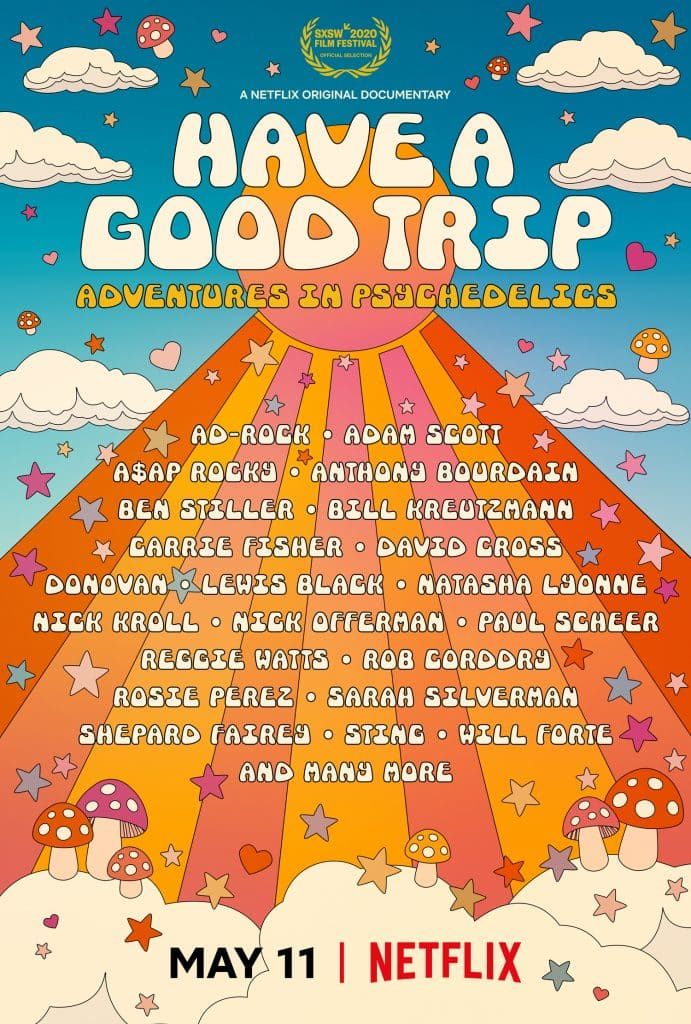 SXSW 2020
FILM FESTIVAL
OFFICIAL SELECTION
A NETFLIX ORIGINAL DOCUMENTARY
HAVE A
GOOD TRIP
ADVENTURES IN PSYCHEDELICS
AD-ROCK • ADAM SCOTT
A$AP ROCKY • ANTHONY BOURDAIN
BEN STILLER • BILL KREUTZMANN
CARRIE FISHER • DAVID CROSS
DONOVAN • LEWIS BLACK • NATASHA LYONNE
NICK KROLL • NICK OFFERMAN • PAUL SCHEER
REGGIE WATTS • ROB CORDDRY
ROSIE PEREZ • SARAH SILVERMAN
SHEPARD FAIREY • STING • WILL FORTE
AND MANY MORE
MAY 11 | NETFLIX